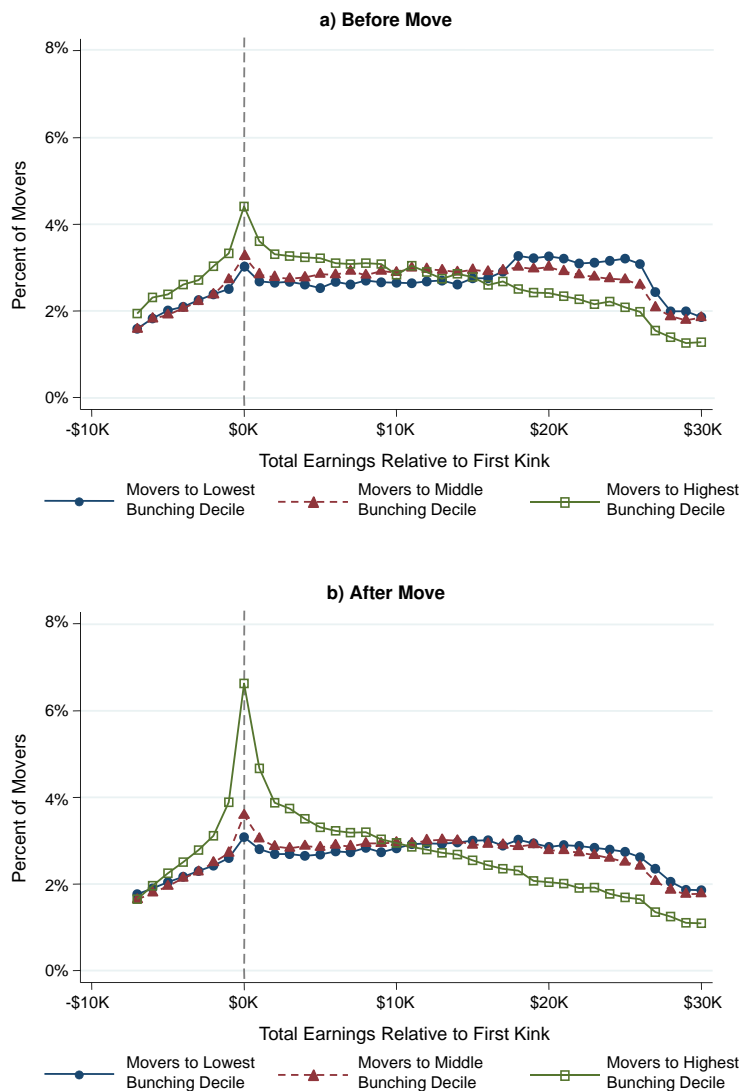 a) Before Move
8%
6%
4%
2%
0%
Percent of Movers
-$10K $0K $10K $20K $30K
Total Earnings Relative to First Kink
Movers to Lowest Movers to Middle Movers to Highest
Bunching Decile Bunching Decile Bunching Decile
b) After Move
8%
6%
4%
2%
0%
Percent of Movers
-$10K $0K $10K $20K $30K
Total Earnings Relative to First Kink
Movers to Lowest Movers to Middle Movers to Highest
Bunching Decile Bunching Decile Bunching Decile